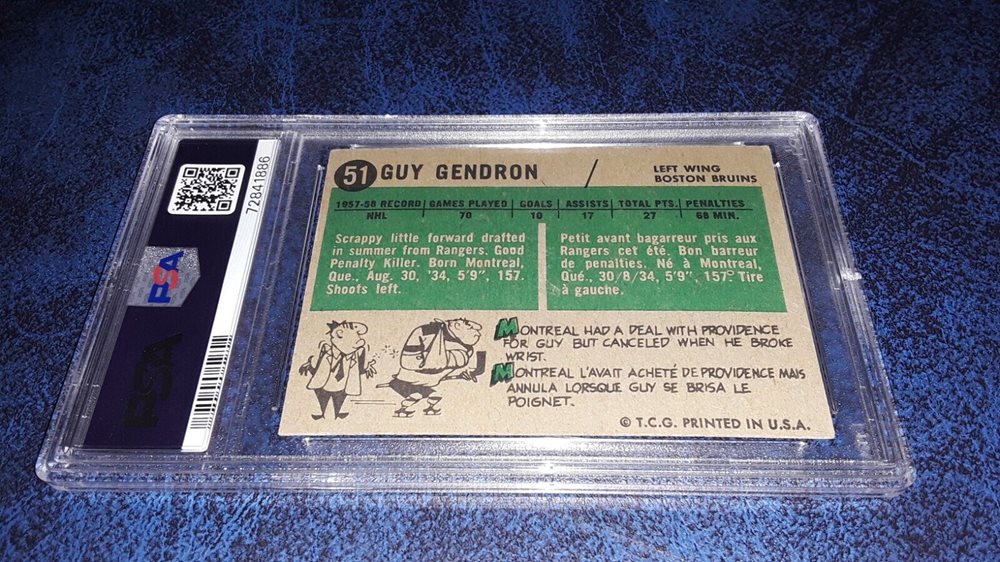 51 GUY GENDRON / LEFT WING
BOSTON BRUINS
1957-58 RECORD GAMES PLAYED GOALS ASSISTS TOTAL PTS. PENALTIES
NHL 70 10 17 27 68 MIN.
Scrappy little forward drafted
in summer from Rangers. Good
Penalty Killer. Born Montreal,
Que., Aug. 30, '34, 5'9", 157.
Shoots left.
Petit avant bagarreur pris aux
Rangers cet été. Bon barreur
de penalties. Né à Montreal,
Qué., 30/8/34, 5'9", 157° Tire
à gauche.
MONTREAL HAD A DEAL WITH PROVIDENCE
FOR GUY BUT CANCELED WHEN HE BROKE
WRIST.
MONTREAL L'AVAIT ACHETÉ DE PROVIDENCE MAIS
ANNULA LORSQUE GUY SE BRISA LE
POIGNET.
© T.C.G. PRINTED IN U.S.A.
72841886
PSA
PSA